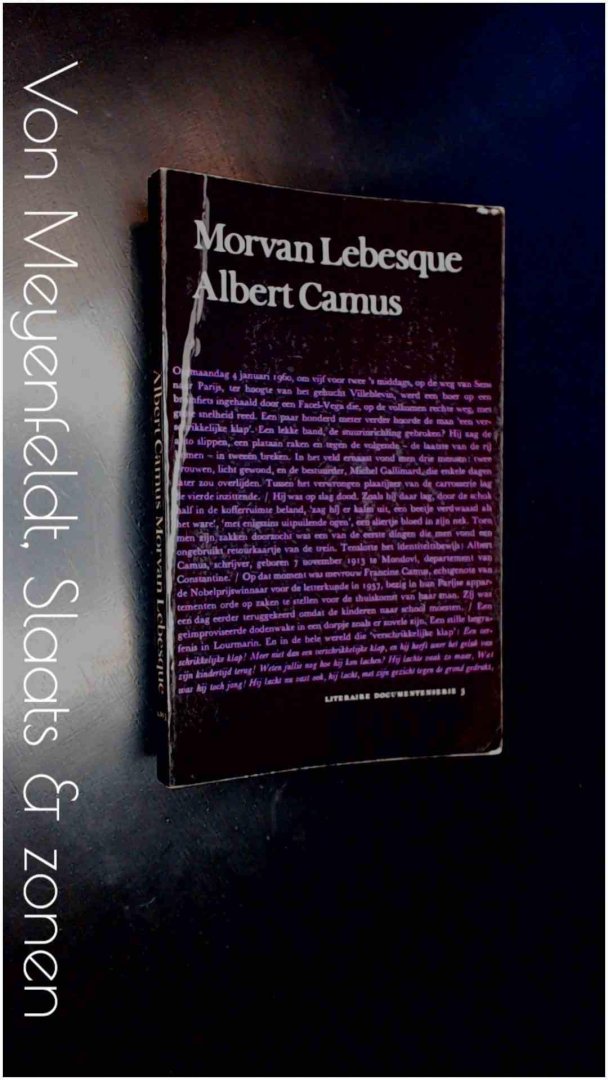 Von Meyenfeldt, Slaats & zonen
Morvan Lebesque
Albert Camus
Op maandag 4 januari 1960, om vijf voor twee 's middags, op de weg van Sens
naar Parijs, ter hoogte van het gehucht Villeblevin, werd een boer op een
bromfiets ingehaald door een Facel-Vega die, op de volkomen rechte weg, met
grote snelheid reed. Een paar honderd meter verder hoorde de man 'een ver-
schrikkelijke klap'. Een lekke band, de stuurinrichting gebroken? Hij zag de
auto slippen, een plataan raken en tegen de volgende – de laatste van de rij
bomen – in tweeën breken. In het veld ernaast vond men drie mensen: twee
vrouwen, licht gewond, en de bestuurder, Michel Gallimard, die enkele dagen
later zou overlijden. Tussen het verwrongen plaatijzer van de carrosserie lag
de vierde inzittende. / Hij was op slag dood. Zoals hij daar lag, door de schok
half in de kofferruimte beland, 'zag hij er kalm uit, een beetje verdwaasd als
het ware', 'met enigszins uitpuilende ogen', een sliertje bloed in zijn nek. Toen
men zijn zakken doorzocht was een van de eerste dingen die men vond een
ongebruikt retourkaartje van de trein. Tenslotte het identiteitsbewijs: Albert
Camus, schrijver, geboren 7 november 1913 te Mondovi, departement van
Constantine. / Op dat moment was mevrouw Francine Camus, echtgenote van
de Nobelprijswinnaar voor de letterkunde in 1957, bezig in hun Parijse appar-
tementen orde op zaken te stellen voor de thuiskomst van haar man. Zij was
een dag eerder teruggekeerd omdat de kinderen naar school moesten. / Een
geïmproviseerde dodenwake in een dorpje zoals er zovele zijn. Een stille begra-
fenis in Lourmarin. En in de hele wereld die 'verschrikkelijke klap': Een ver-
schrikkelijke klap! Meer niet dan een verschrikkelijke klap, en hij heeft weer het geluk van
zijn kindertijd terug! Weten jullie nog hoe hij kon lachen? Hij lachte vaak zo maar, Wat
was hij toch jong! Hij lacht nu vast ook, hij lacht, met zijn gezicht tegen de grond gedrukt,
LITERAIRE DOCUMENTENSERIE 5
Albert Camus Morvan Lebesque